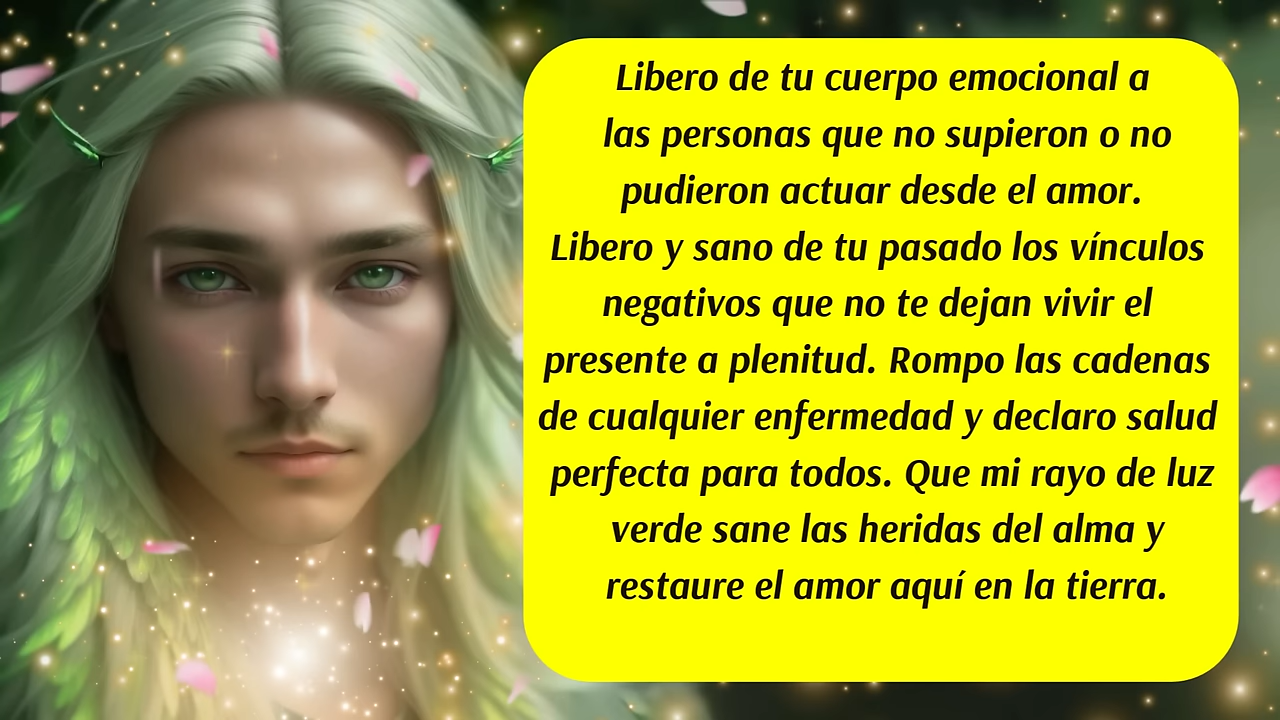 Libero de tu cuerpo emocional a
las personas que no supieron o no
pudieron actuar desde el amor.
Libero y sano de tu pasado los vínculos
negativos que no te dejan vivir el
presente a plenitud. Rompo las cadenas
de cualquier enfermedad y declaro salud
perfecta para todos. Que mi rayo de luz
verde sane las heridas del alma y
restaure el amor aquí en la tierra.